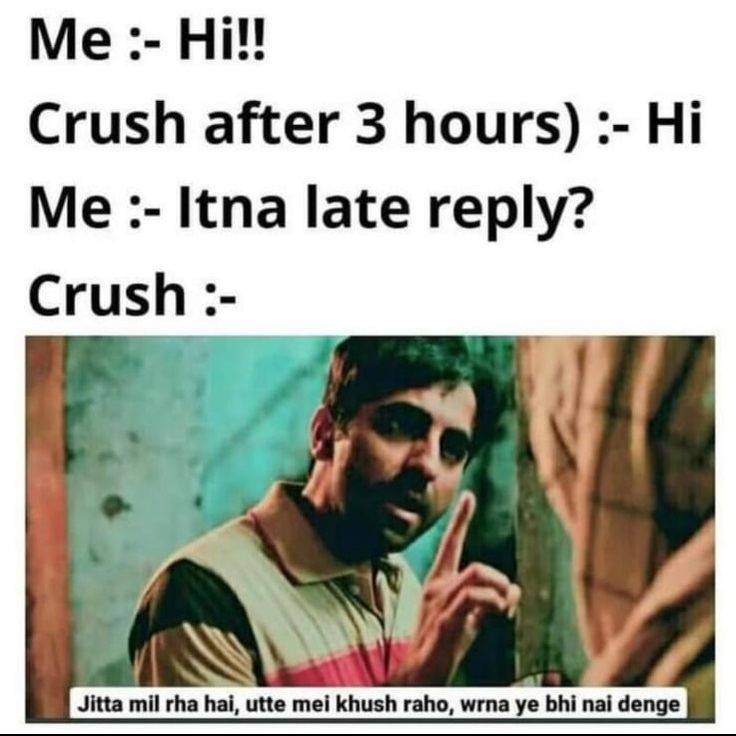 Me :- Hi!!
Crush after 3 hours) :- Hi
Me :- Itna late reply?
Crush :-
Jitta mil rha hai, utte mei khush raho, wrna ye bhi nai denge